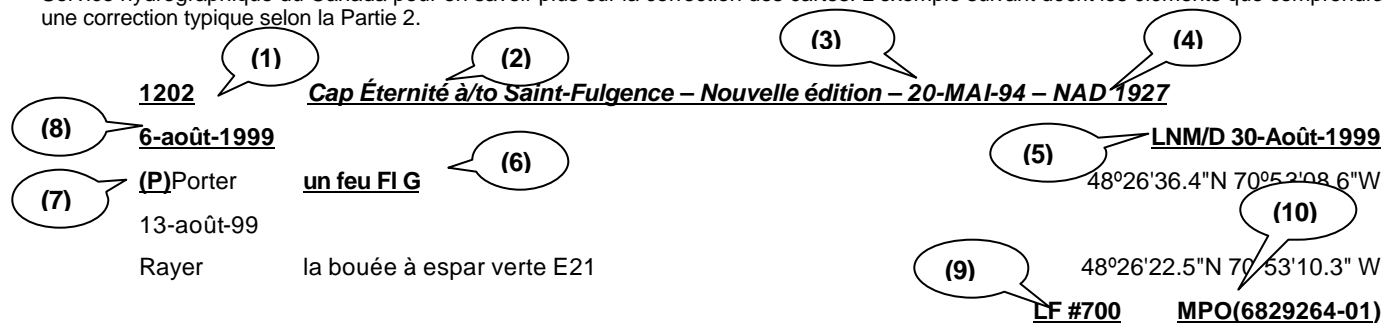 Service hydrographique du Canada pour en savoir plus sur la correction des cartes. L'exemple suivant décrit les éléments que comprendra
une correction typique selon la Partie 2.
(1) (2) (3) (4)
1202 Cap Éternité à/to Saint-Fulgence – Nouvelle édition – 20-MAI-94 – NAD 1927
(8) 6-août-1999 (5) LNM/D 30-Août-1999
(7) (P)Porter un feu Fl G (6) 48º26'36.4"N 70º53'08.6"W
13-août-99 (10)
Rayer la bouée à espar verte E21 (9) 48º26'22.5"N 70º53'10.3" W
LF #700 MPO(6829264-01)